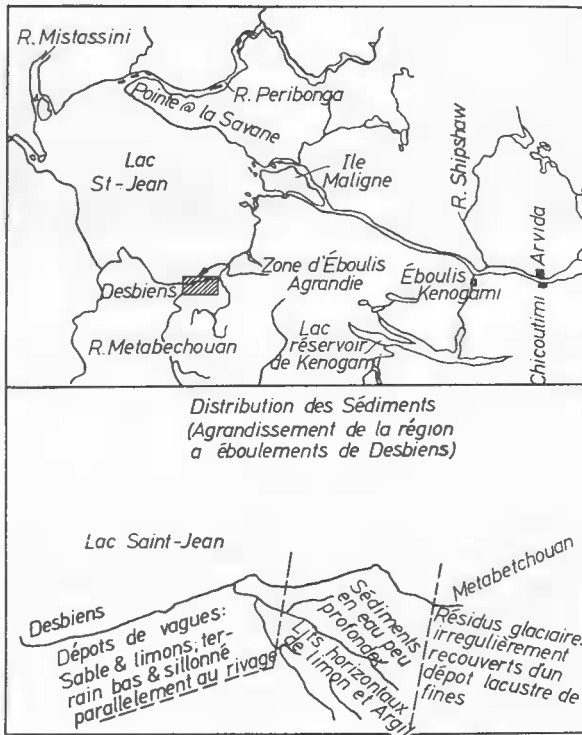 R. Mistassini
R. Peribonga
Pointe @ la Savane
Lac
St-Jean
Ile
Maligne
R. Shipshaw
Arvida
Chicoutimi
Zone d'Éboulis
Agrandie
Éboulis
Kenogami
Desbiens
R. Metabechouan
Lac
réservoir
de Kenogami
Distribution des Sédiments
(Agrandissement de la région
a éboulements de Desbiens)
Lac Saint-Jean
Metabetchouan
Desbiens
Dépots de vagues:
Sable & limons; ter-
rain bas & sillonné
parallelement au rivage
Sédiments
en eau peu
profonde
Lits horizontaux
de limon et Argil
Résidus glaciaires
irregulièrement
recouverts d'un
dépot lacustre de
fines